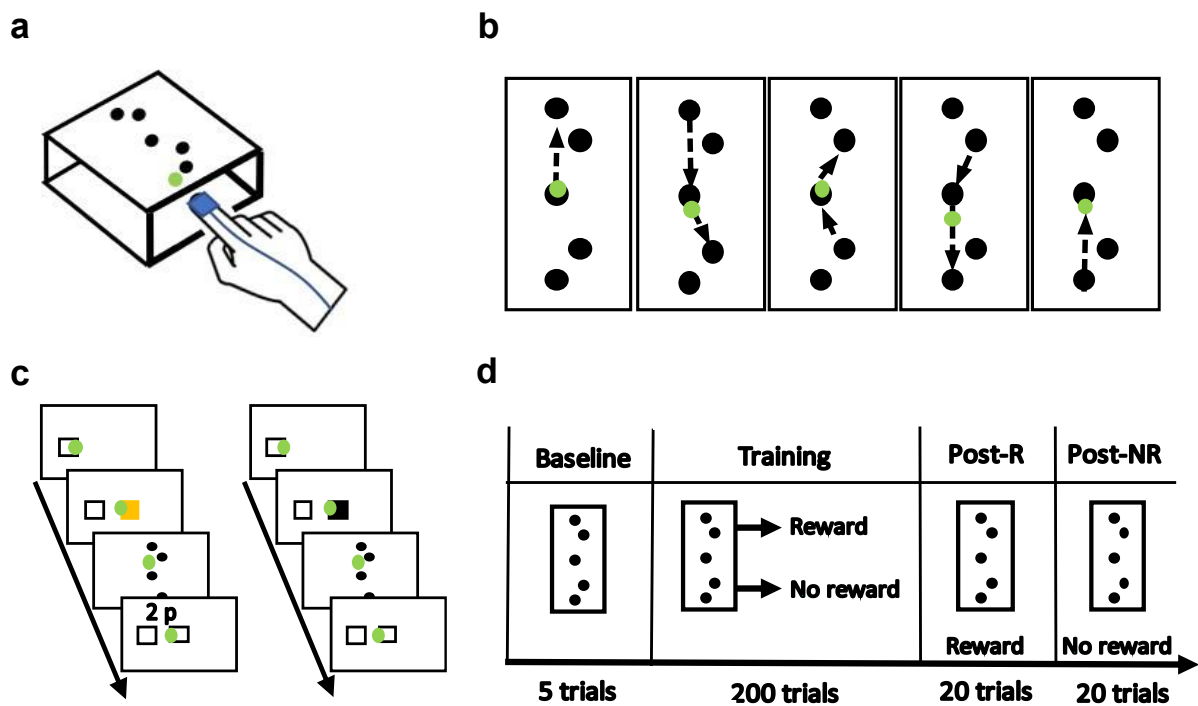 a
b
c
2 p
d
Baseline
Training
Post-R
Post-NR
Reward
No reward
Reward
No reward
5 trials
200 trials
20 trials
20 trials